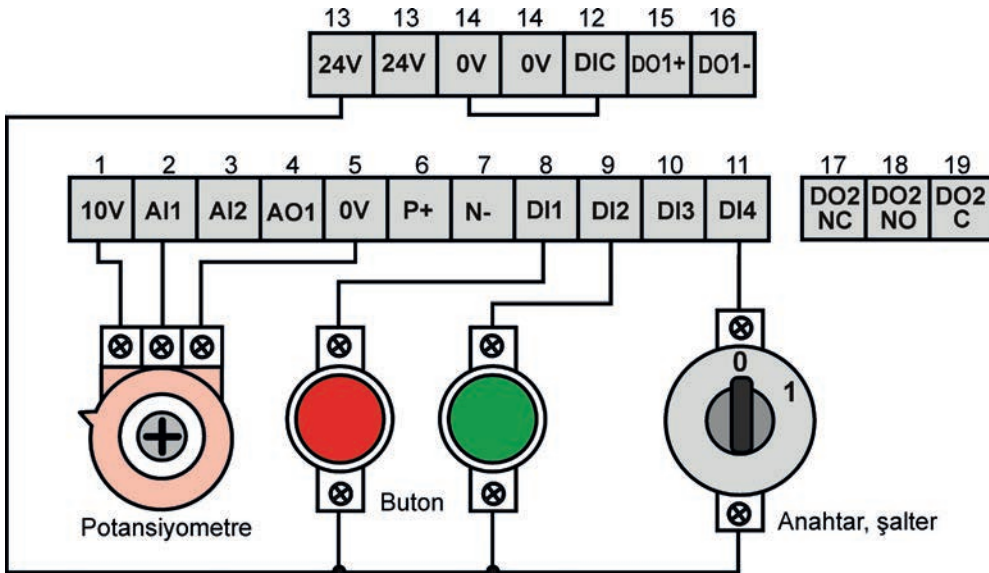 13 13 14 14 12 15 16
24V 24V 0V 0V DIC DO1+ DO1-
1 2 3 4 5 6 7 8 9 10 11
10V AI1 AI2 AO1 0V P+ N- DI1 DI2 DI3 DI4
17 18 19
DO2 NC DO2 NO DO2 C
0
1
Potansiyometre
Buton
Anahtar, şalter